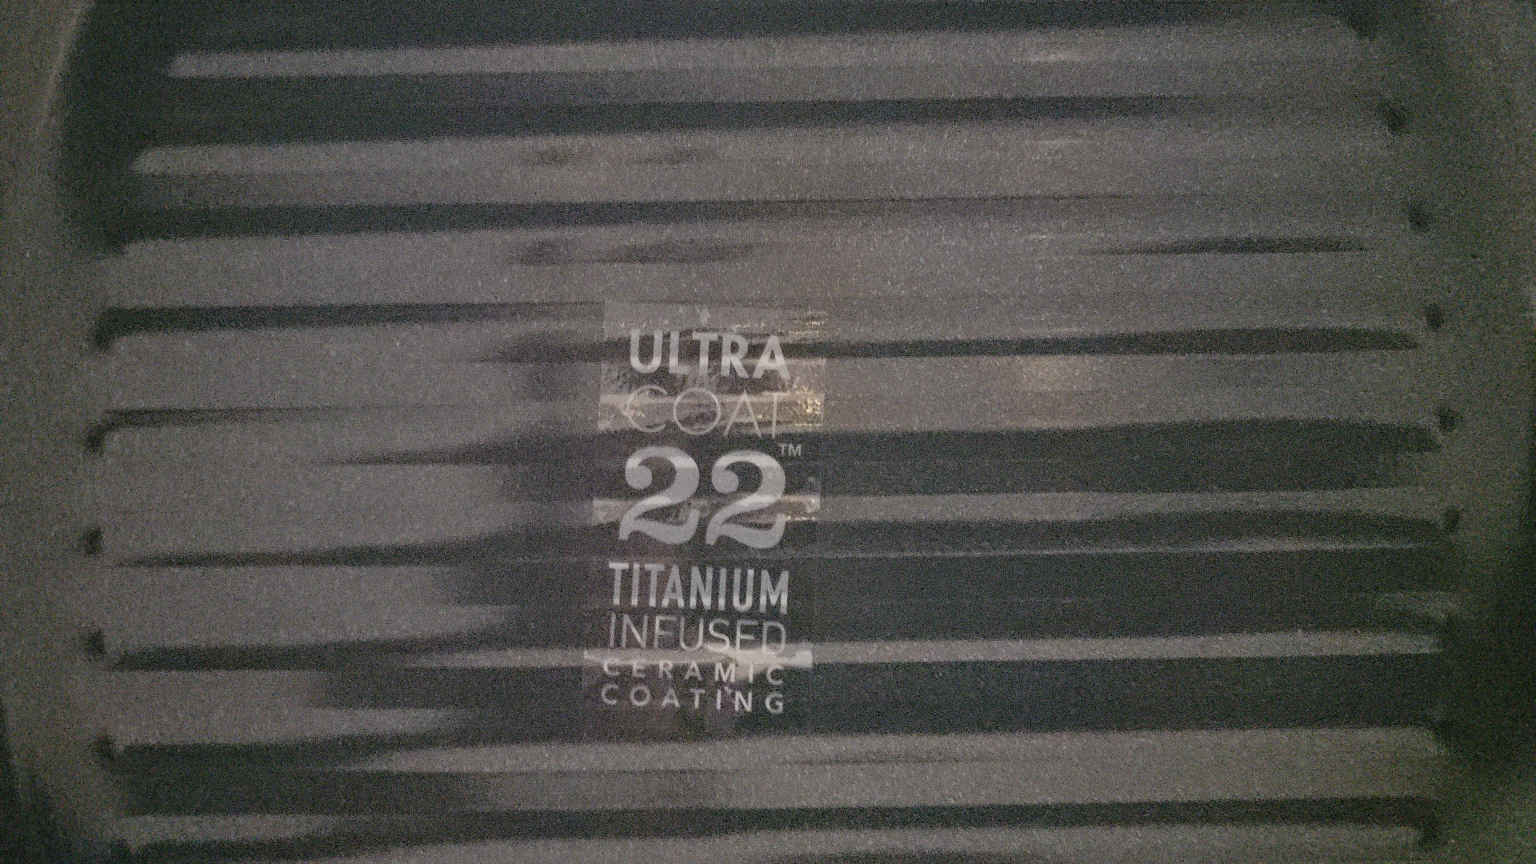 ULTRA
COAT
22™
TITANIUM
INFUSED
CERAMIC
COATING